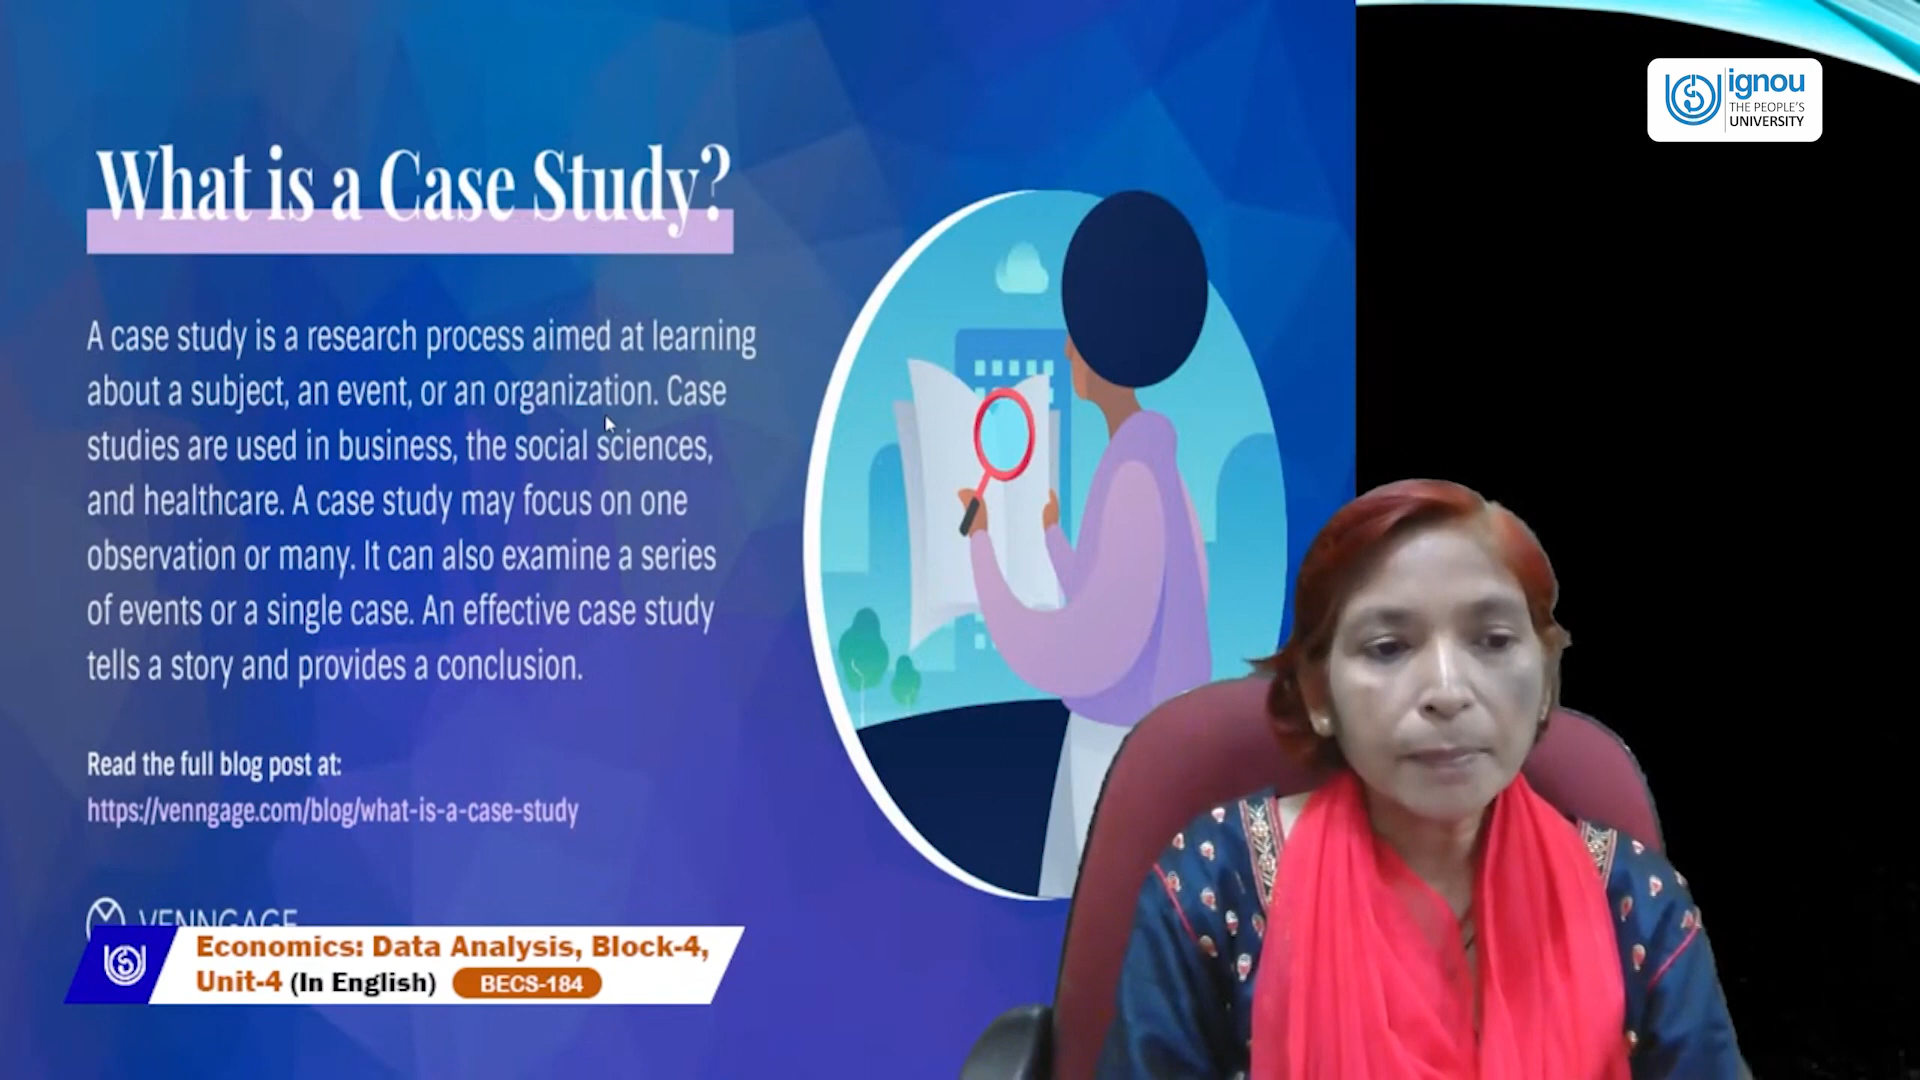 ignou
THE PEOPLE'S
UNIVERSITY
What is a Case Study?
A case study is a research process aimed at learning
about a subject, an event, or an organization. Case
studies are used in business, the social sciences,
and healthcare. A case study may focus on one
observation or many. It can also examine a series
of events or a single case. An effective case study
tells a story and provides a conclusion.
Read the full blog post at:
https://venngage.com/blog/what-is-a-case-study
VENNGAGE
Economics: Data Analysis, Block-4,
Unit-4 (In English) BECS-184